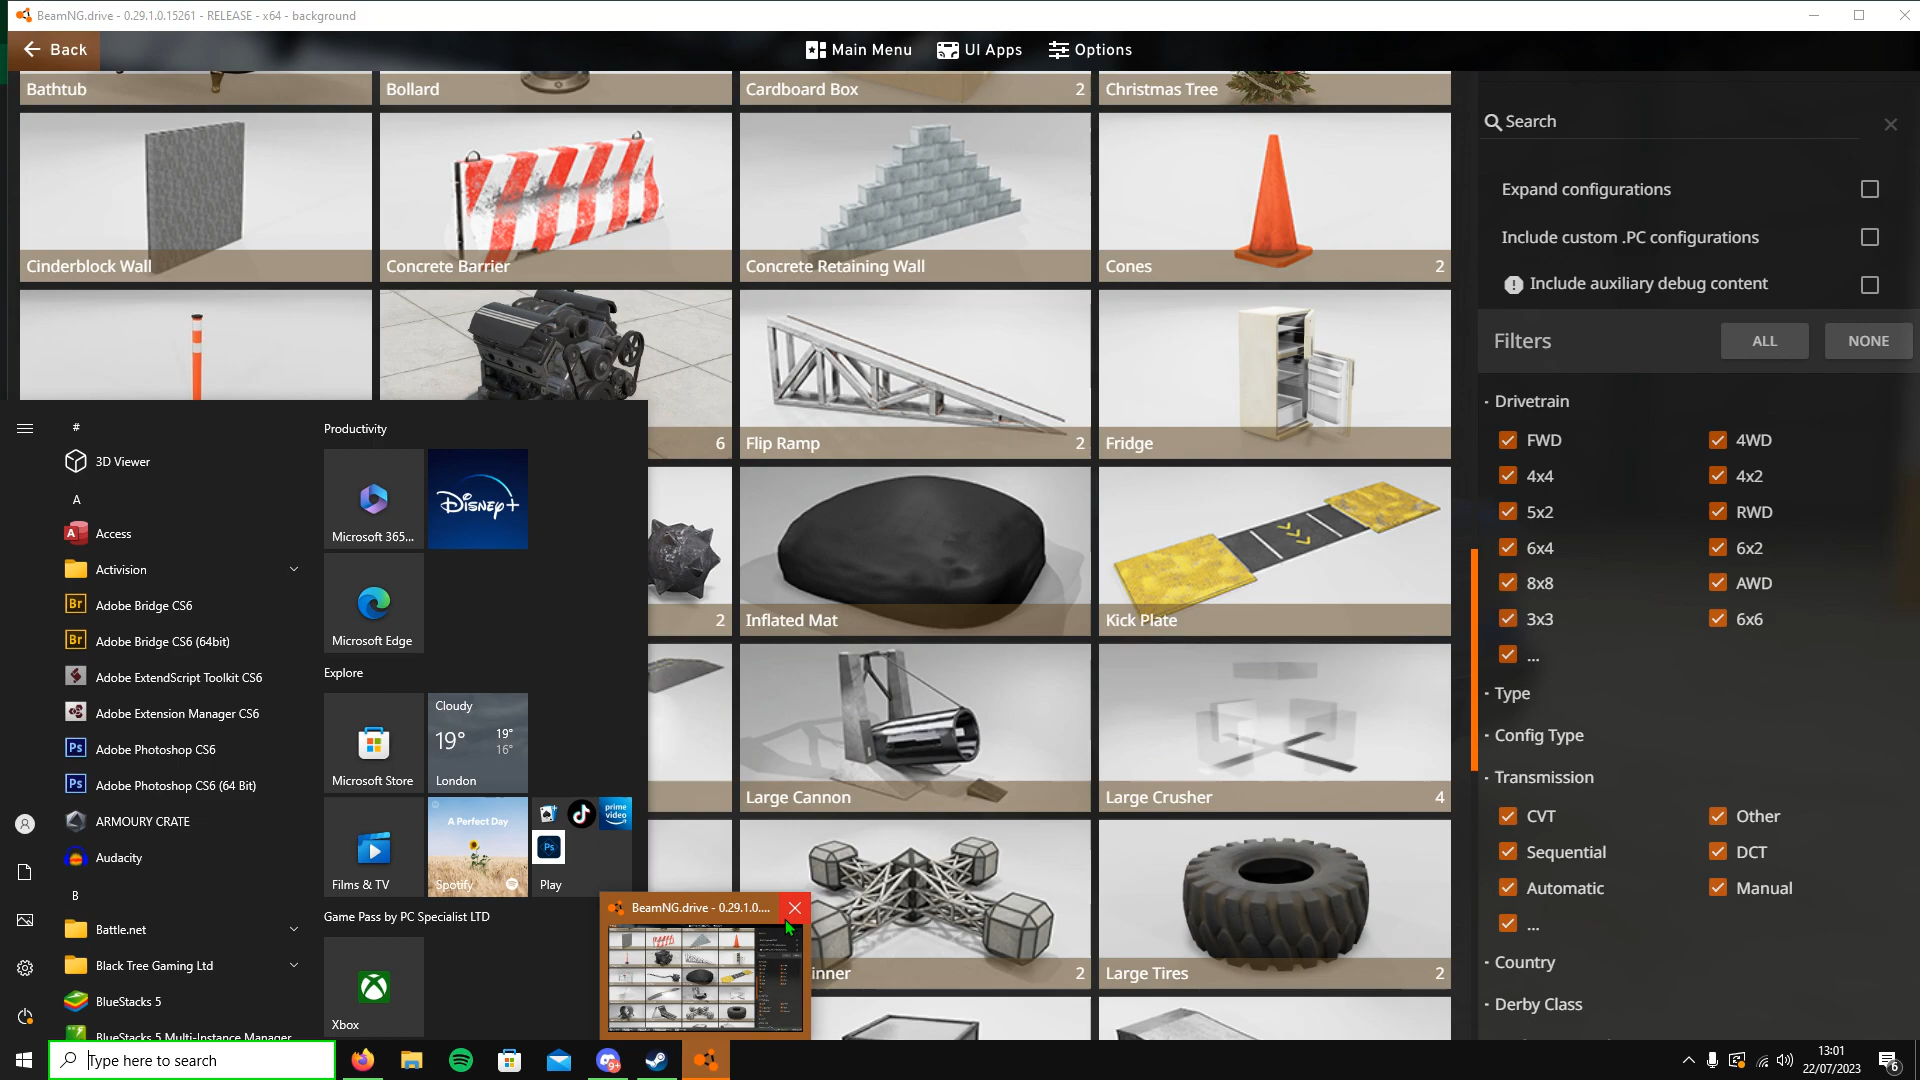 BeamNG.drive - 0.29.1.0.15261 - RELEASE - x64 - background
Back
Main Menu
UI Apps
Options
Bathtub
Bollard
Cardboard Box 2
Christmas Tree
Cinderblock Wall
Concrete Barrier
Concrete Retaining Wall
Cones 2
6
Flip Ramp 2
Fridge
2
Inflated Mat
Kick Plate
Large Cannon
Large Crusher 4
inner 2
Large Tires 2
Search
Expand configurations
Include custom .PC configurations
Include auxiliary debug content
Filters
ALL
NONE
- Drivetrain
FWD
4WD
4x4
4x2
5x2
RWD
6x4
6x2
8x8
AWD
3x3
6x6
...
- Type
- Config Type
- Transmission
CVT
Other
Sequential
DCT
Automatic
Manual
...
- Country
- Derby Class
#
3D Viewer
A
Access
Activision
Adobe Bridge CS6
Adobe Bridge CS6 (64bit)
Adobe ExtendScript Toolkit CS6
Adobe Extension Manager CS6
Adobe Photoshop CS6
Adobe Photoshop CS6 (64 Bit)
ARMOURY CRATE
Audacity
B
Battle.net
Black Tree Gaming Ltd
BlueStacks 5
BlueStacks 5 Multi-Instance Manager
Productivity
Microsoft 365...
Disney+
Microsoft Edge
Explore
Microsoft Store
Cloudy
19°
19°
16°
London
Films & TV
A Perfect Day
Spotify
prime
video
Ps
Play
Game Pass by PC Specialist LTD
Xbox
BeamNG.drive - 0.29.1.0....
Type here to search
9+
13:01
22/07/2023
6